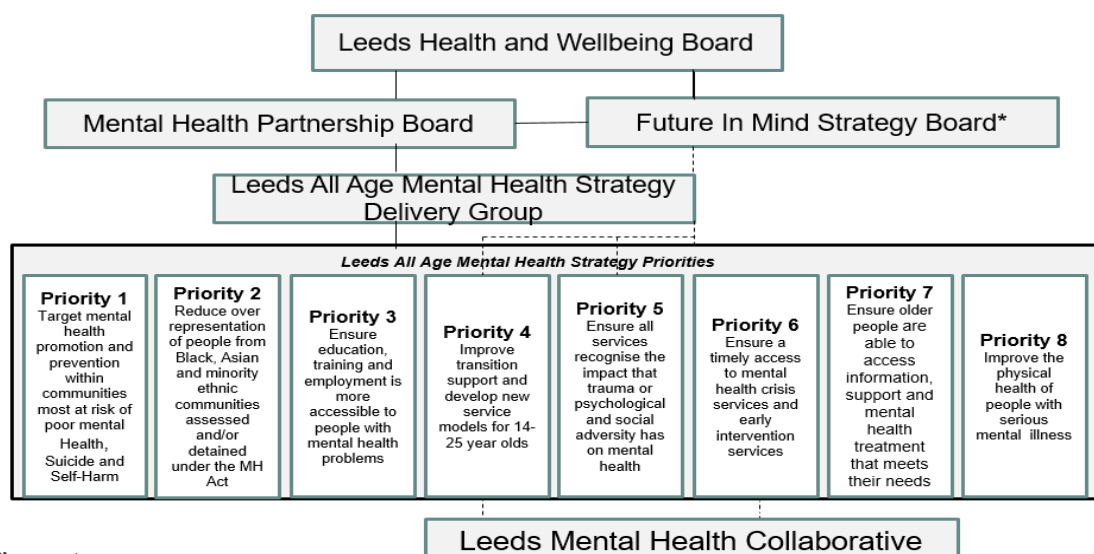 Leeds Health and Wellbeing Board
Mental Health Partnership Board
Future In Mind Strategy Board*
Leeds All Age Mental Health Strategy
Delivery Group
Leeds All Age Mental Health Strategy Priorities
Priority 1
Target mental
health
promotion and
prevention
within
communities
most at risk of
poor mental
Health,
Suicide and
Self-Harm
Priority 2
Reduce over
representation
of people from
Black, Asian
and minority
ethnic
communities
assessed
and/or
detained
under the MH
Act
Priority 3
Ensure
education,
training and
employment is
more
accessible to
people with
mental health
problems
Priority 4
Improve
transition
support and
develop new
service
models for 14-
25 year olds
Priority 5
Ensure all
services
recognise the
impact that
trauma or
psychological
and social
adversity has
on mental
health
Priority 6
Ensure a
timely access
to mental
health crisis
services and
early
intervention
services
Priority 7
Ensure older
people are
able to
access
information,
support and
mental
health
treatment
that meets
their needs
Priority 8
Improve the
physical
health of
people with
serious
mental illness
Leeds Mental Health Collaborative